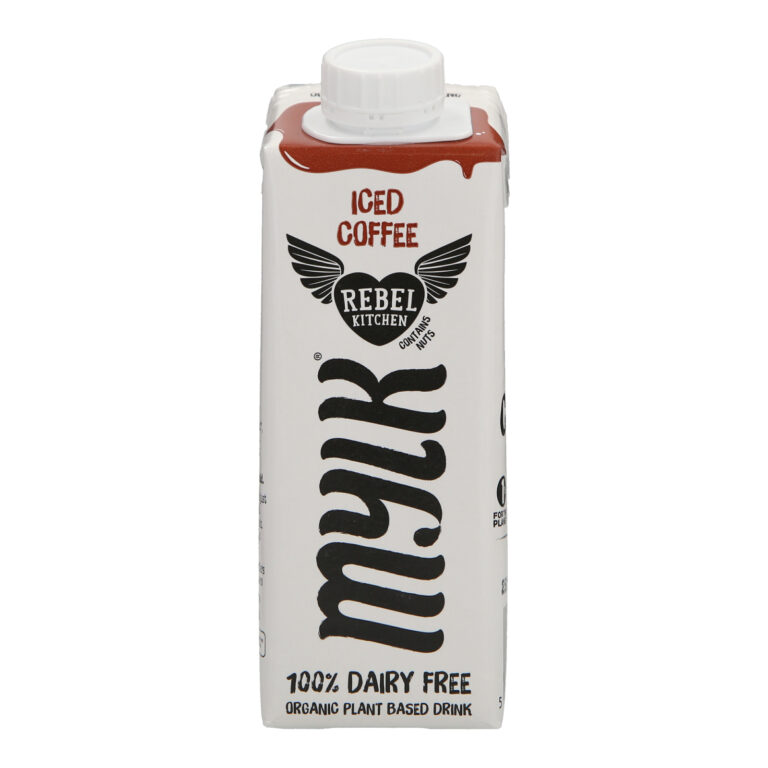 ICED
COFFEE
REBEL
KITCHEN
CONTAINS
NUTS
®
MYLK
100% DAIRY FREE
ORGANIC PLANT BASED DRINK